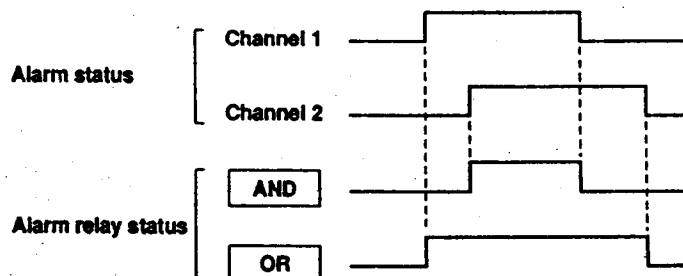 Channel 1
Alarm status
Channel 2
AND
Alarm relay status
OR